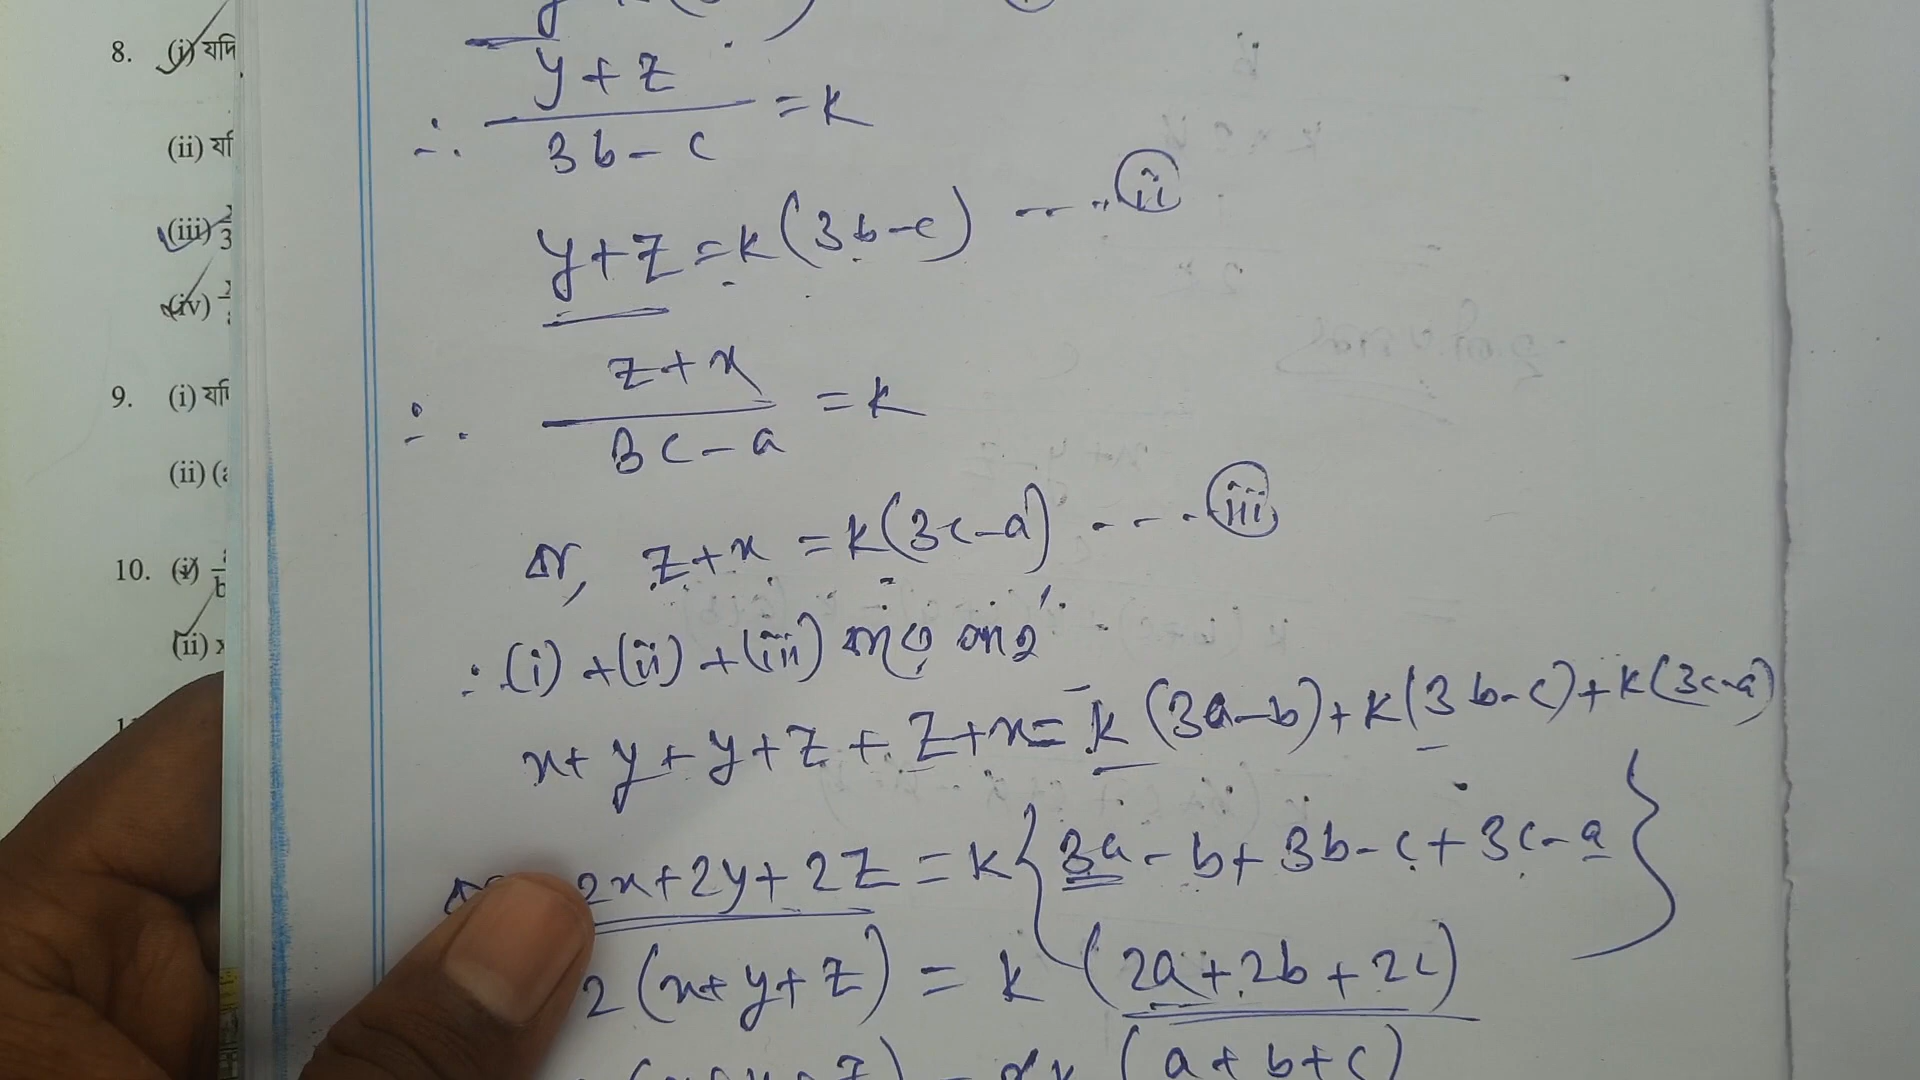 8. (i) যদি
(ii) যদি
(iii)
3
(iv)
9. (i) যদি
(ii) (a
10. (i)
b
(ii) x
y + z
∴ ――― = k
3b - c
y + z = k(3b - c) ---- (ii)
z + x
∴ ――― = k
3c - a
বা, z + x = k(3c - a) ---- (iii)
∴ (i) + (ii) + (iii)
x + y + y + z + z + x = k(3a - b) + k(3b - c) + k(3c - a)
2x + 2y + 2z = k{3a - b + 3b - c + 3c - a}
2(x + y + z) = k(2a + 2b + 2c)
(a + b + c)